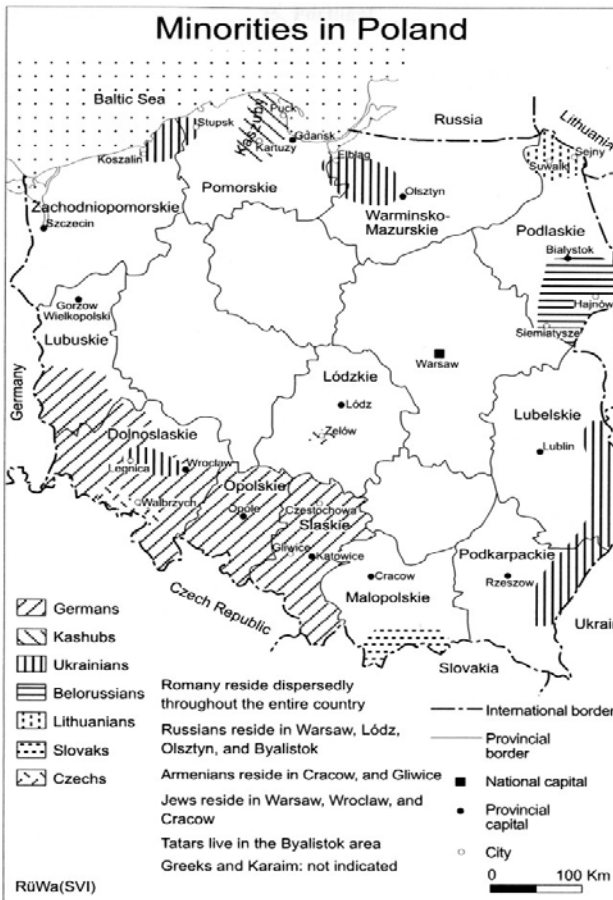 Minorities in Poland
Baltic Sea
Puck
Stupsk
Kaszuby
Gdańsk
Kartuzy
Koszalin
Russia
Lithuania
Elblag
Sejny
Suwalki
Pomorskie
Olsztyn
Zachodniopomorskie
Szczecin
Warminsko-
Mazurskie
Podlaskie
Bialystok
Hajnów
Gorzow
Wielkopolski
Siemiatysze
Lubuskie
Warsaw
Germany
Lódzkie
Lódz
Zelów
Lubelskie
Lublin
Dolnoslaskie
Legnica
Wroclaw
Walbrzych
Opolskie
Opole
Czestochowa
Slaskie
Gliwice
Katowice
Podkarpackie
Rzeszow
Cracow
Malopolskie
Ukrain
Czech Republic
Slovakia
Germans
Kashubs
Ukrainians
Belorussians
Lithuanians
Slovaks
Czechs
Romany reside dispersedly
throughout the entire country
Russians reside in Warsaw, Lódz,
Olsztyn, and Byalistok
Armenians reside in Cracow, and Gliwice
Jews reside in Warsaw, Wroclaw, and
Cracow
Tatars live in the Byalistok area
Greeks and Karaim: not indicated
International border
Provincial
border
National capital
Provincial
capital
City
0 100 Km
RüWa(SVI)